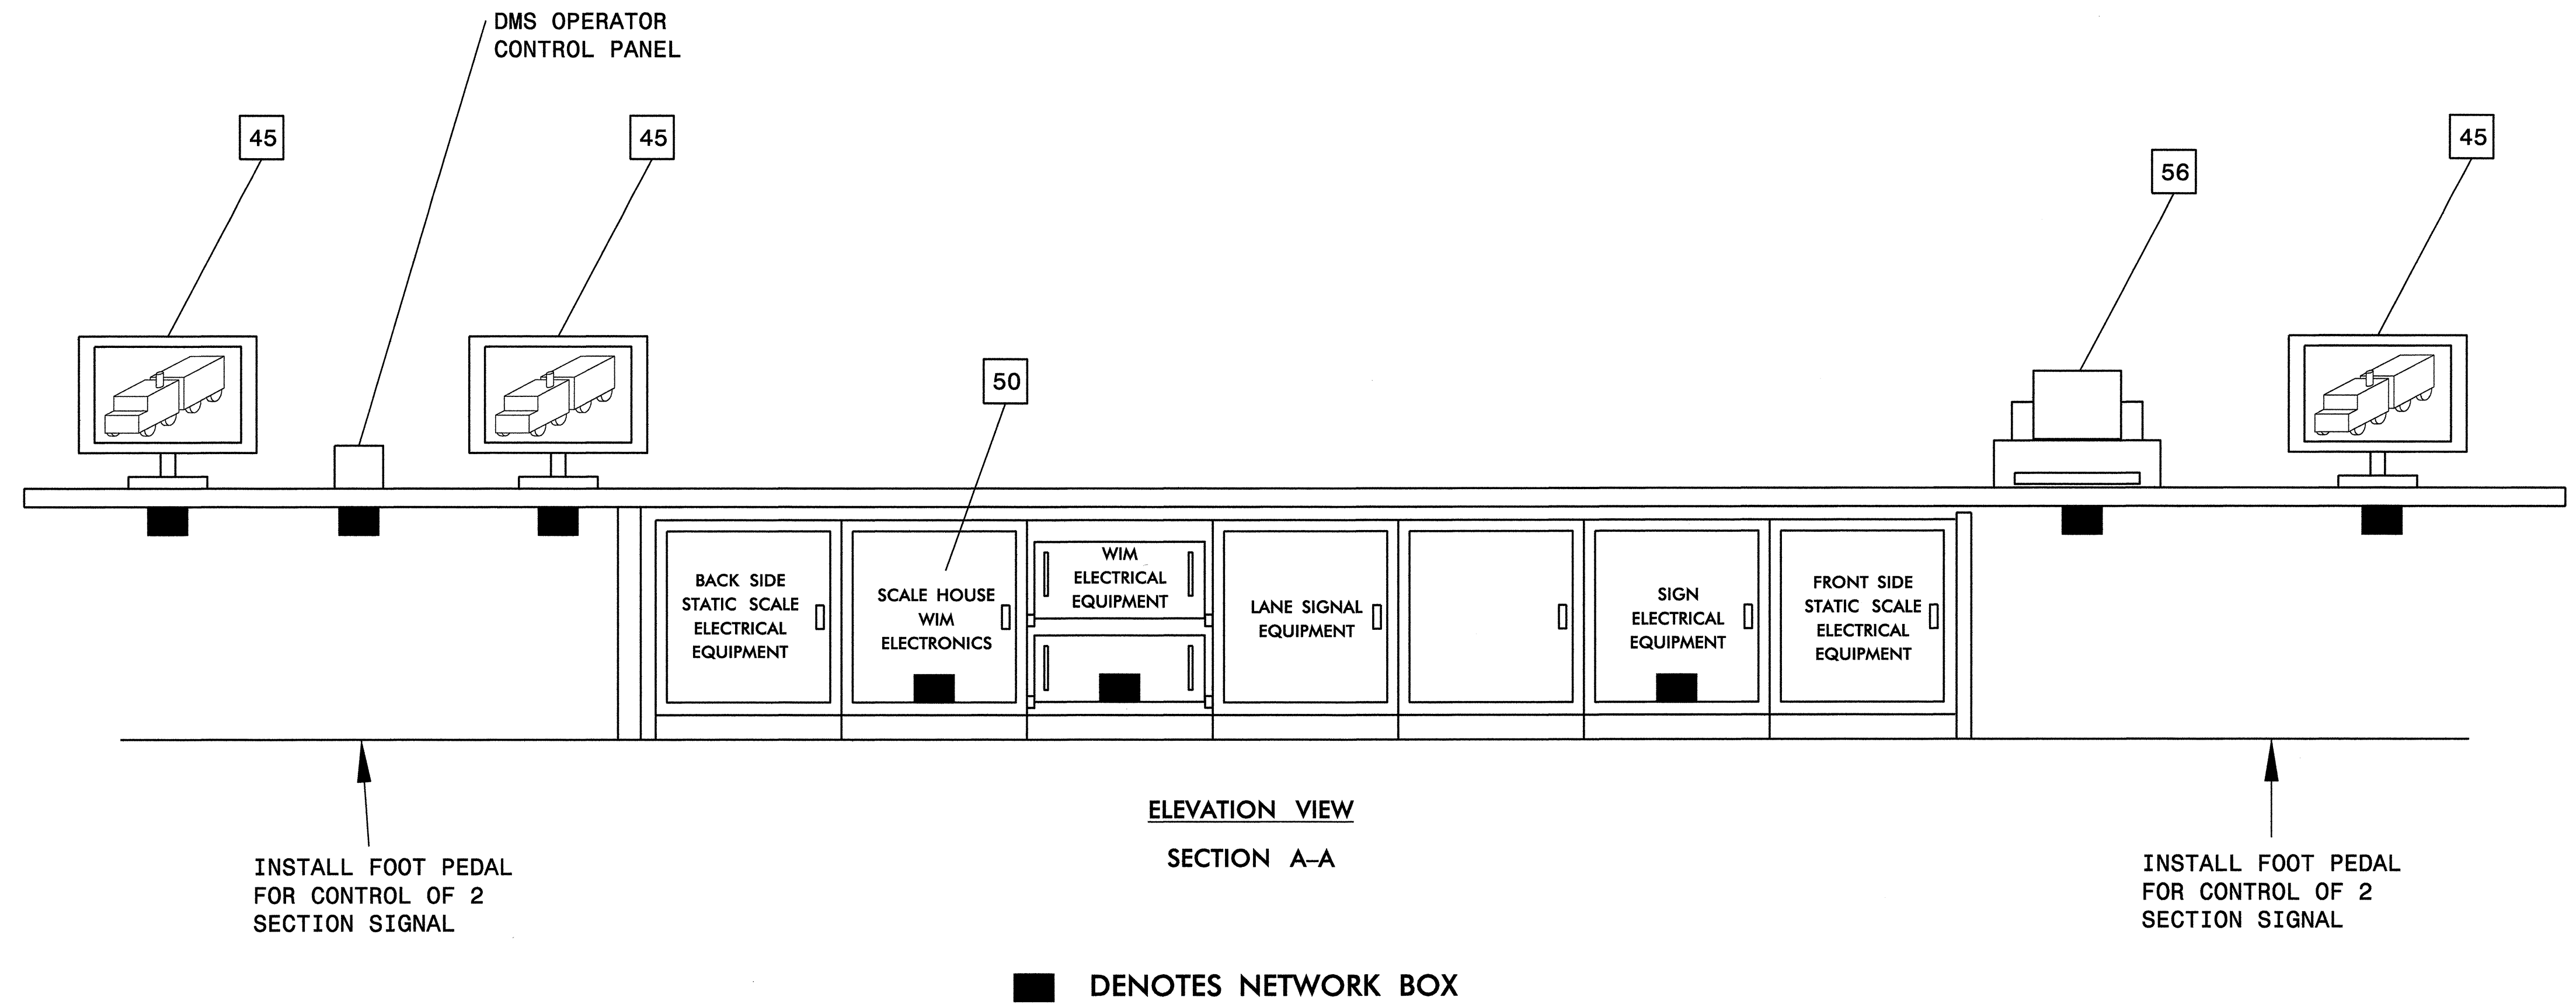 DMS OPERATOR
CONTROL PANEL
45
45
45
56
50
BACK SIDE
STATIC SCALE
ELECTRICAL
EQUIPMENT
SCALE HOUSE
WIM
ELECTRONICS
WIM
ELECTRICAL
EQUIPMENT
LANE SIGNAL
EQUIPMENT
SIGN
ELECTRICAL
EQUIPMENT
FRONT SIDE
STATIC SCALE
ELECTRICAL
EQUIPMENT
ELEVATION VIEW
SECTION A–A
INSTALL FOOT PEDAL
FOR CONTROL OF 2
SECTION SIGNAL
INSTALL FOOT PEDAL
FOR CONTROL OF 2
SECTION SIGNAL
DENOTES NETWORK BOX